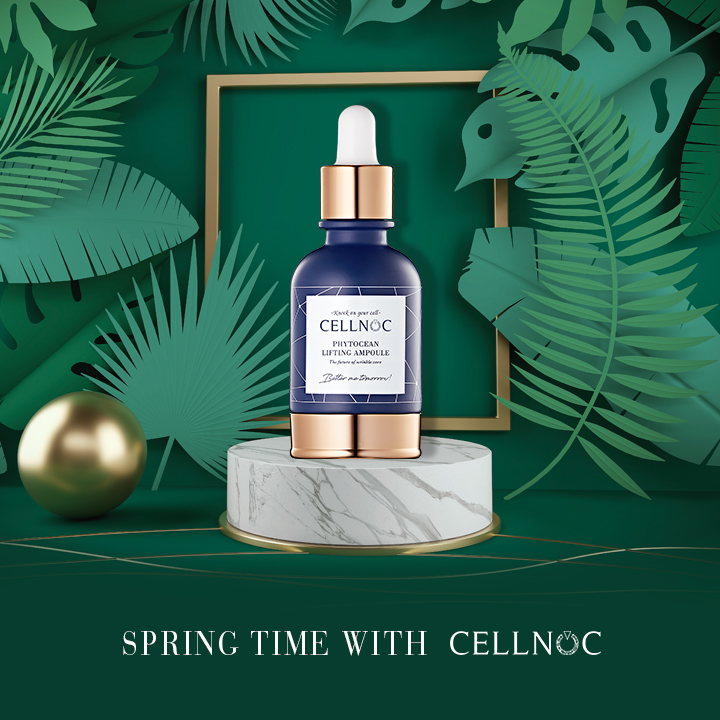 -Knock on your cell-
CELLNOC
PHYTOCEAN
LIFTING AMPOULE
The future of wrinkle care
Better me tmorrow!
SPRING TIME WITH CELLNOC